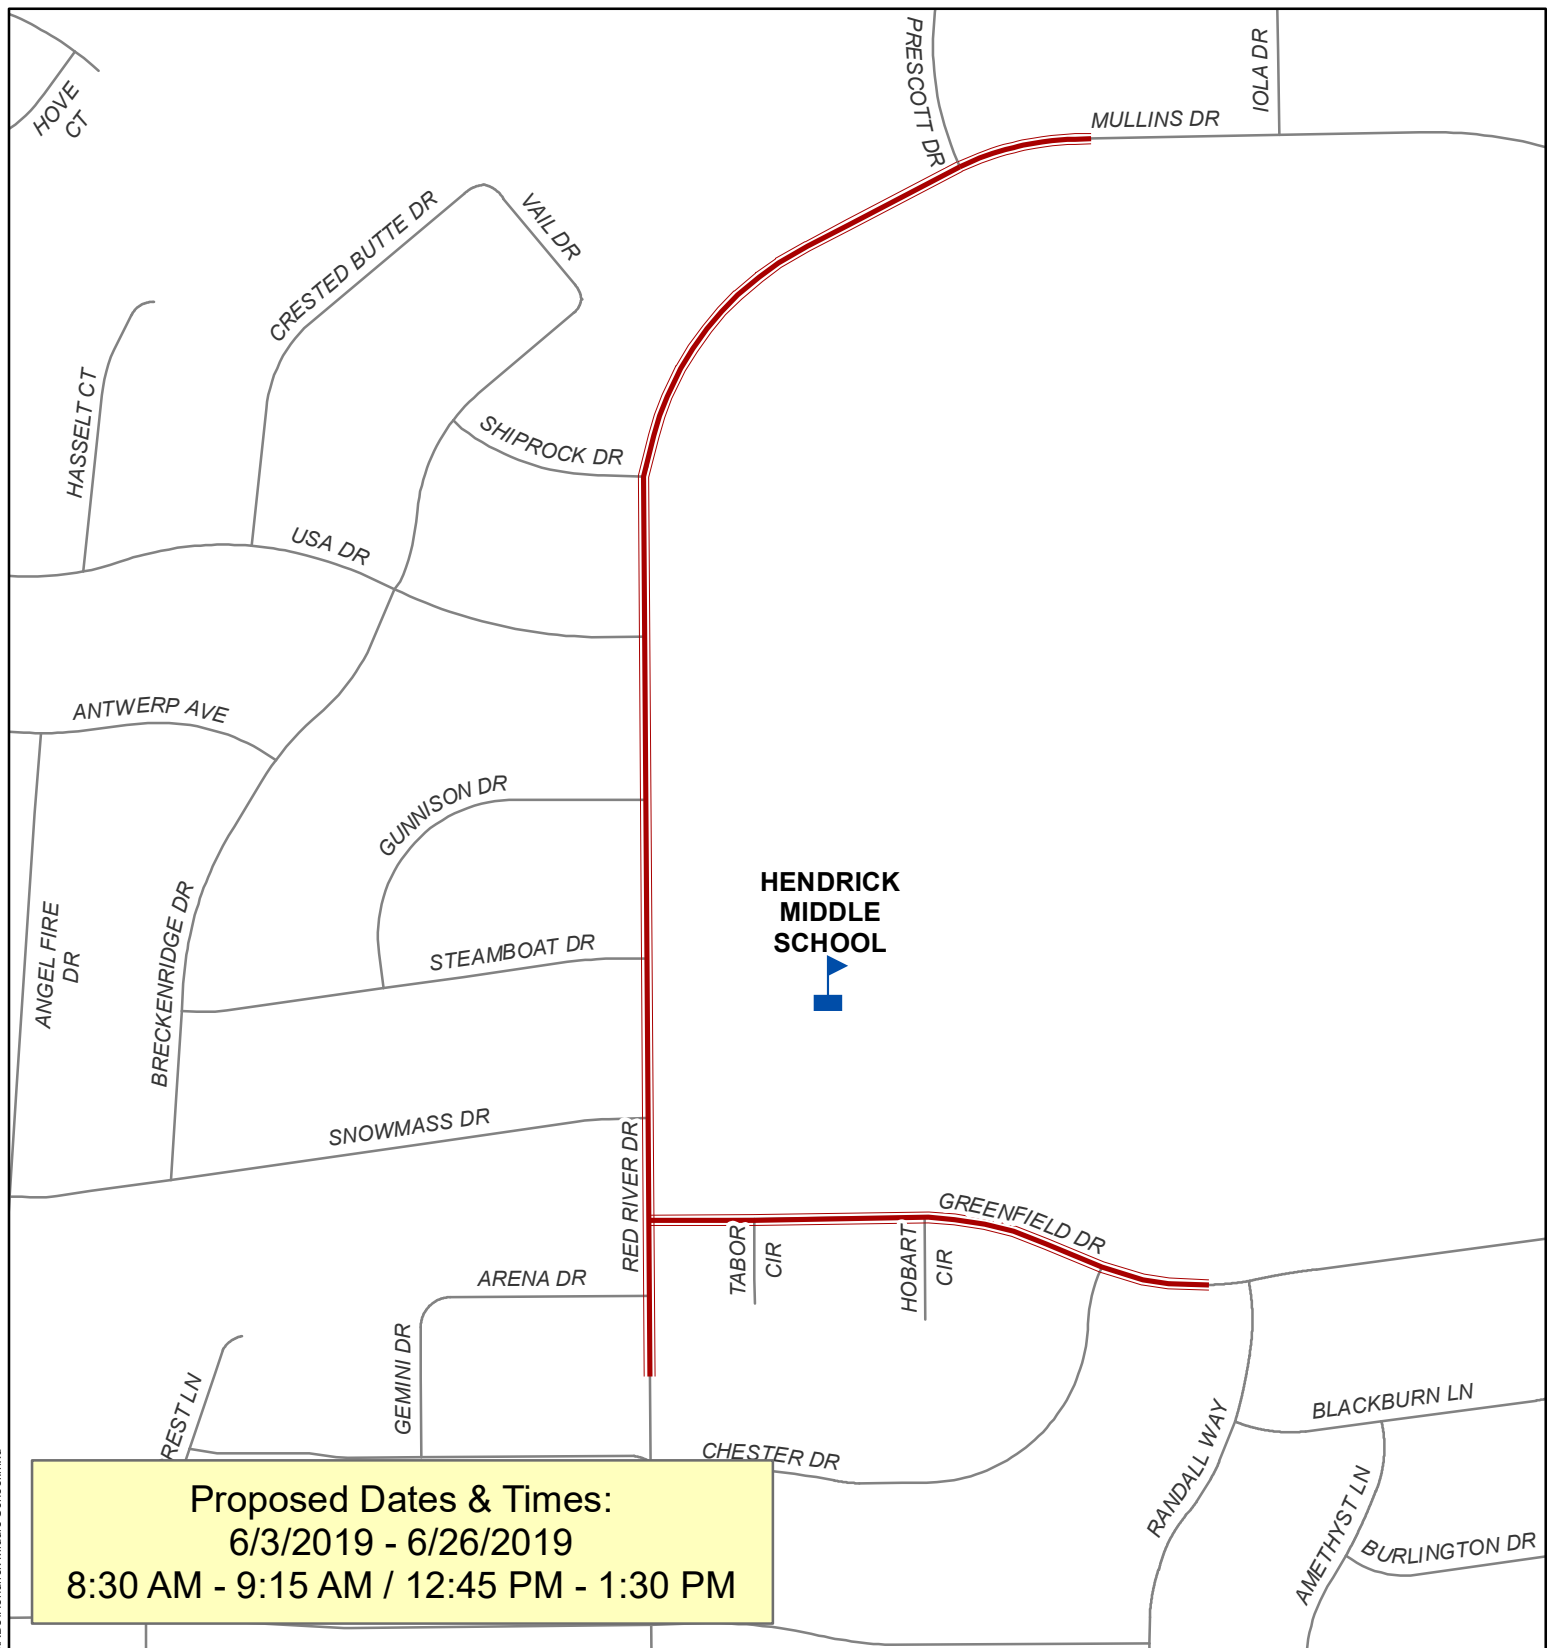 HOVE
CT
PRESCOTT DR
IOLA DR
MULLINS DR
VAIL DR
CRESTED BUTTE DR
HASSELT CT
SHIPROCK DR
USA DR
ANTWERP AVE
GUNNISON DR
HENDRICK
MIDDLE
SCHOOL
ANGEL FIRE
DR
BRECKENRIDGE DR
STEAMBOAT DR
SNOWMASS DR
RED RIVER DR
GREENFIELD DR
TABOR
CIR
HOBART
CIR
ARENA DR
GEMINI DR
REST LN
CHESTER DR
RANDALL WAY
BLACKBURN LN
AMETHYST LN
BURLINGTON DR
Proposed Dates & Times:
6/3/2019 - 6/26/2019
8:30 AM - 9:15 AM / 12:45 PM - 1:30 PM